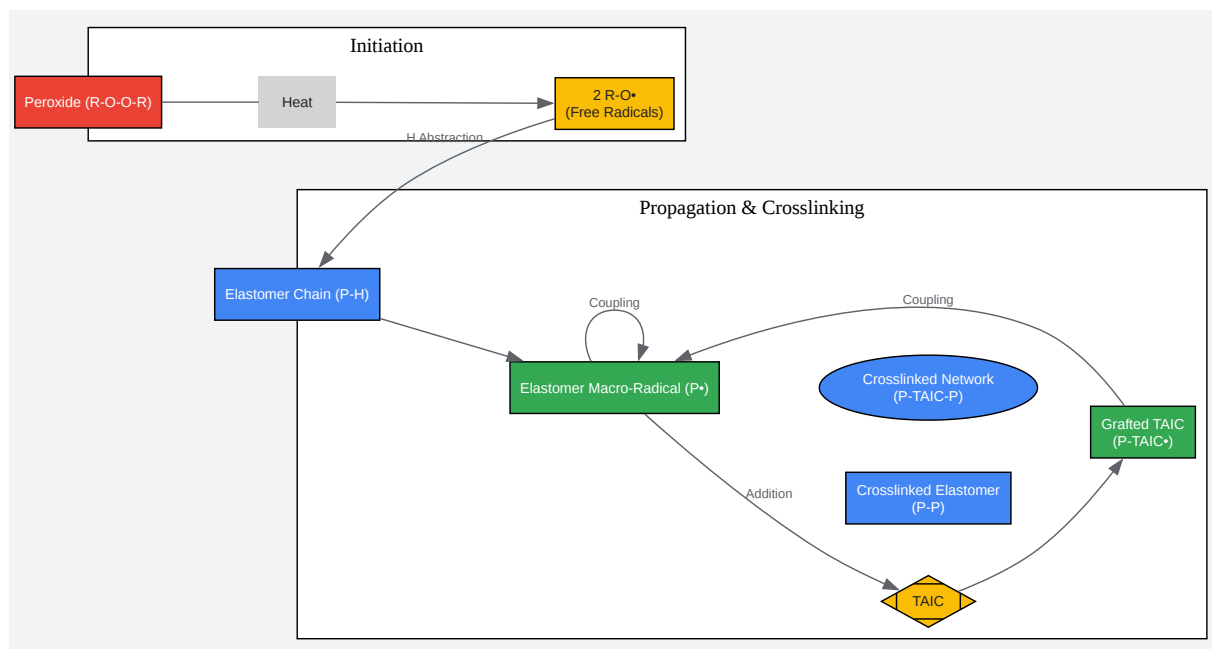 Initiation
Peroxide (R-O-O-R)
Heat
2 R-O•
(Free Radicals)
H Abstraction
Propagation & Crosslinking
Elastomer Chain (P-H)
Coupling
Coupling
Elastomer Macro-Radical (P•)
Crosslinked Network
(P-TAIC-P)
Grafted TAIC
(P-TAIC•)
Addition
Crosslinked Elastomer
(P-P)
TAIC